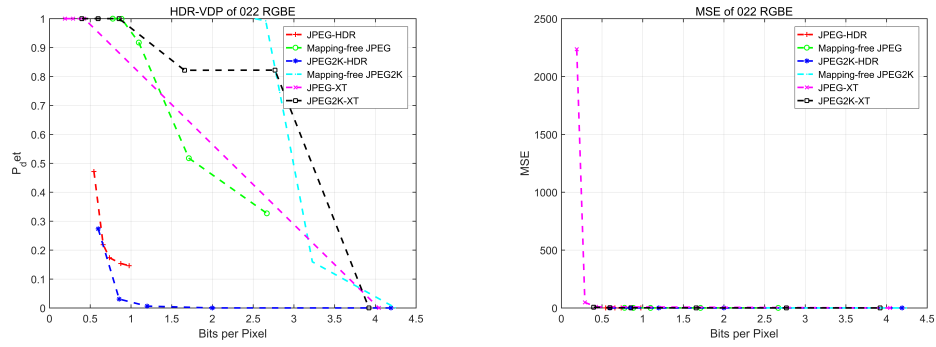 HDR-VDP of 022 RGBE
1
0.9
0.8
0.7
0.6
0.5
0.4
0.3
0.2
0.1
0
P_det
0 0.5 1 1.5 2 2.5 3 3.5 4 4.5
Bits per Pixel
JPEG-HDR
Mapping-free JPEG
JPEG2K-HDR
Mapping-free JPEG2K
JPEG-XT
JPEG2K-XT
MSE of 022 RGBE
2500
2000
1500
1000
500
0
MSE
0 0.5 1 1.5 2 2.5 3 3.5 4 4.5
Bits per Pixel
JPEG-HDR
Mapping-free JPEG
JPEG2K-HDR
Mapping-free JPEG2K
JPEG-XT
JPEG2K-XT